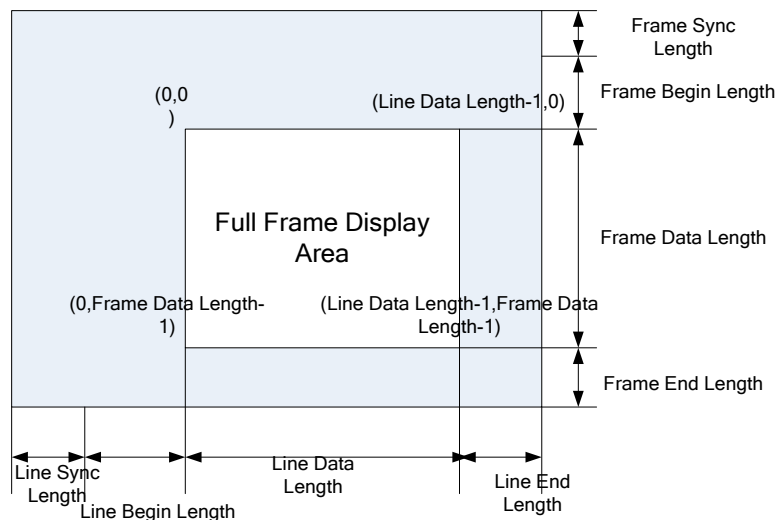 Frame Sync
Length
(0,0
)
(Line Data Length-1,0)
Frame Begin Length
Full Frame Display
Area
Frame Data Length
(0,Frame Data Length-
1)
(Line Data Length-1,Frame Data
Length-1)
Frame End Length
Line Sync
Length
Line Begin Length
Line Data
Length
Line End
Length